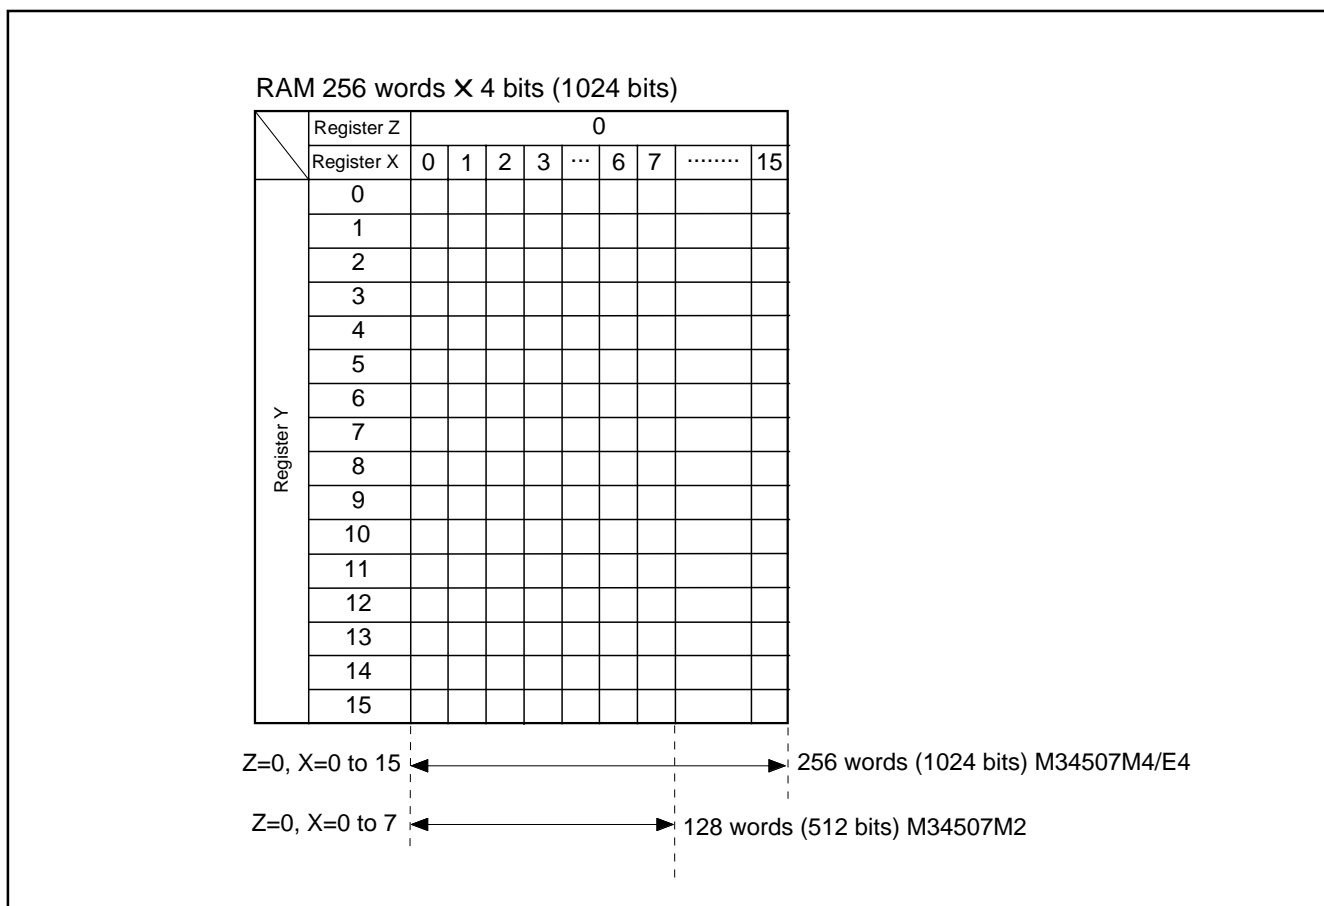 RAM 256 words X 4 bits (1024 bits)
Register Z 0
Register X 0 1 2 3 ... 6 7 ........ 15
Register Y
0
1
2
3
4
5
6
7
8
9
10
11
12
13
14
15
Z=0, X=0 to 15 256 words (1024 bits) M34507M4/E4
Z=0, X=0 to 7 128 words (512 bits) M34507M2